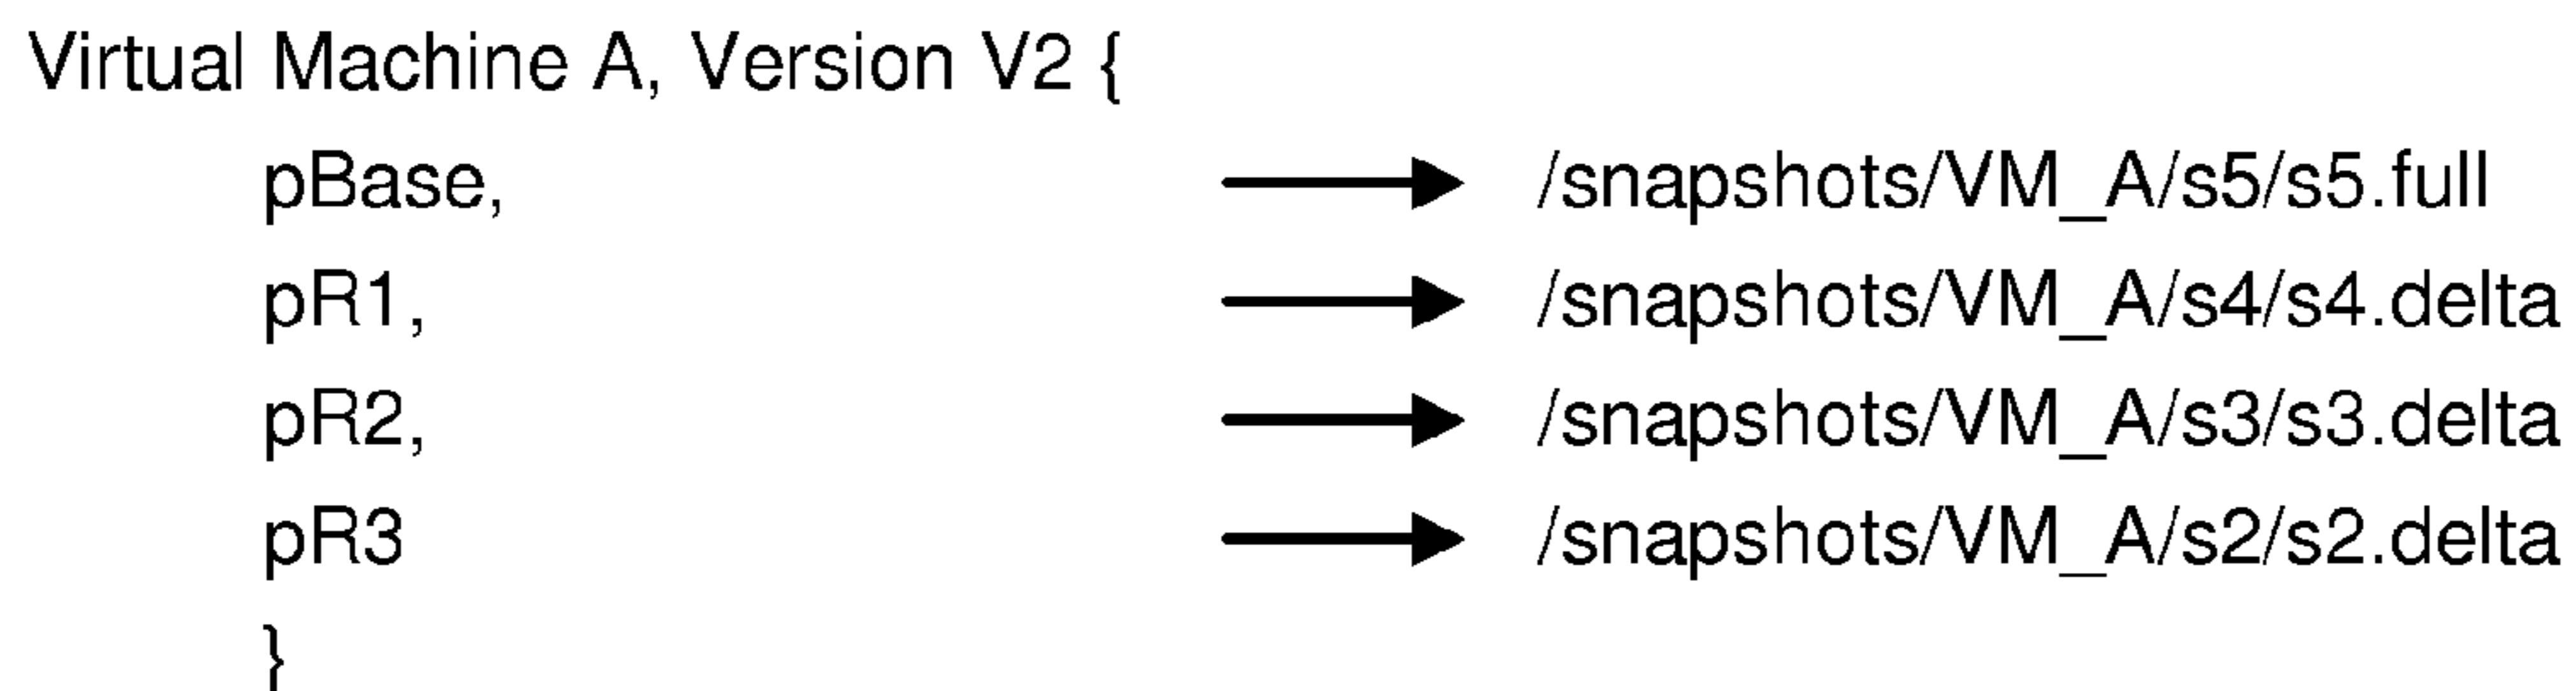 Virtual Machine A, Version V2 {
pBase, /snapshots/VM_A/s5/s5.full
pR1, /snapshots/VM_A/s4/s4.delta
pR2, /snapshots/VM_A/s3/s3.delta
pR3 /snapshots/VM_A/s2/s2.delta
}